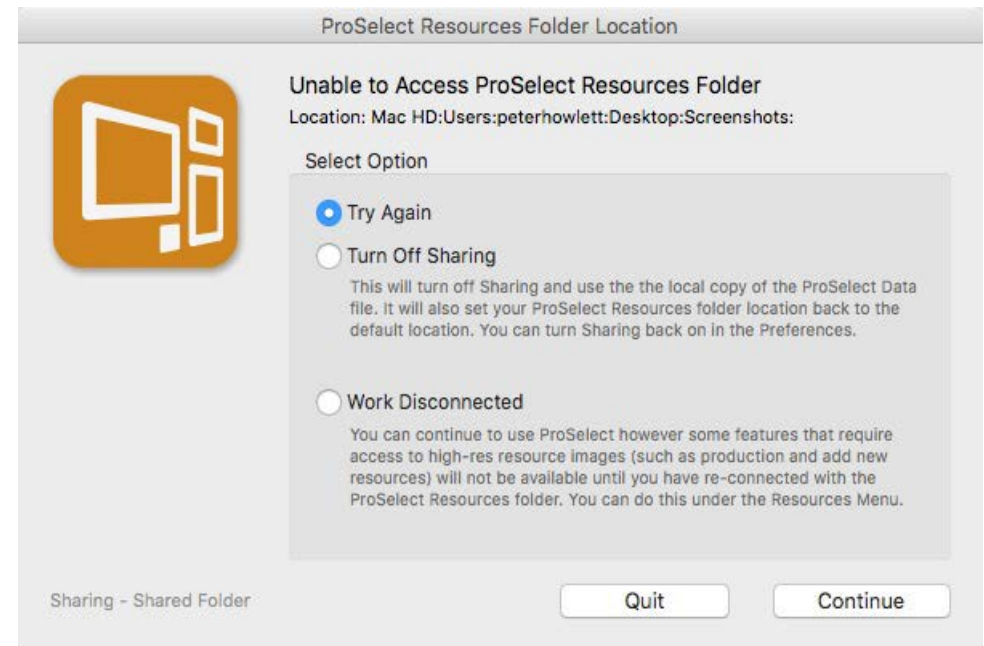 ProSelect Resources Folder Location
Unable to Access ProSelect Resources Folder
Location: Mac HD:Users:peterhowlett:Desktop:Screenshots:
Select Option
Try Again
Turn Off Sharing
This will turn off Sharing and use the the local copy of the ProSelect Data
file. It will also set your ProSelect Resources folder location back to the
default location. You can turn Sharing back on in the Preferences.
Work Disconnected
You can continue to use ProSelect however some features that require
access to high-res resource images (such as production and add new
resources) will not be available until you have re-connected with the
ProSelect Resources folder. You can do this under the Resources Menu.
Sharing - Shared Folder
Quit
Continue